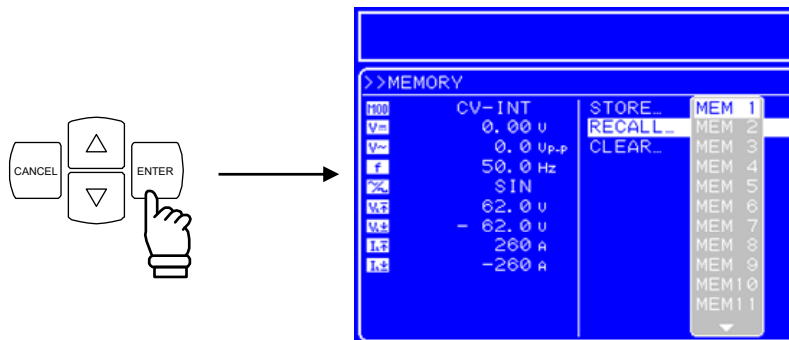 CANCEL
ENTER
>>MEMORY
MOD CV-INT
V= 0.00 V
V~ 0.0 Vp-p
f 50.0 Hz
SIN
62.0 V
- 62.0 V
260 A
-260 A
STORE…
RECALL…
CLEAR…
MEM 1
MEM 2
MEM 3
MEM 4
MEM 5
MEM 6
MEM 7
MEM 8
MEM 9
MEM10
MEM11